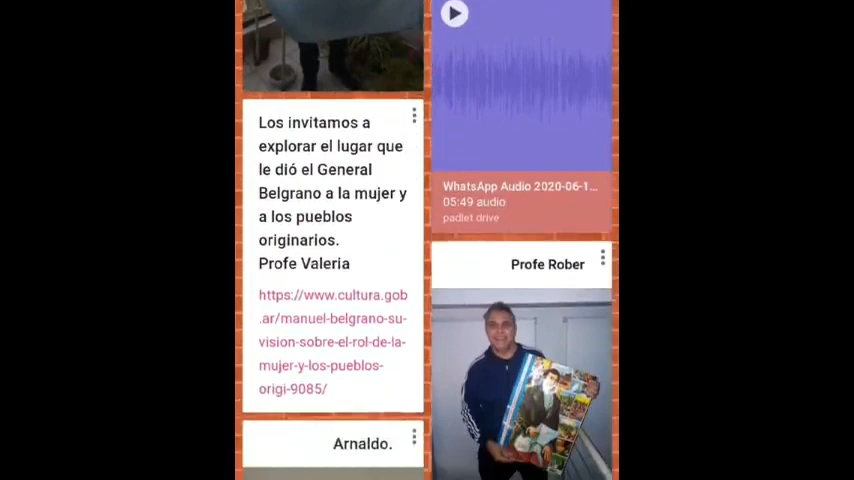 Los invitamos a
explorar el lugar que
le dió el General
Belgrano a la mujer y
a los pueblos
originarios.
Profe Valeria
https://www.cultura.gob
.ar/manuel-belgrano-su-
vision-sobre-el-rol-de-la-
mujer-y-los-pueblos-
origi-9085/
Arnaldo.
WhatsApp Audio 2020-06-1...
05:49 audio
padlet drive
Profe Rober